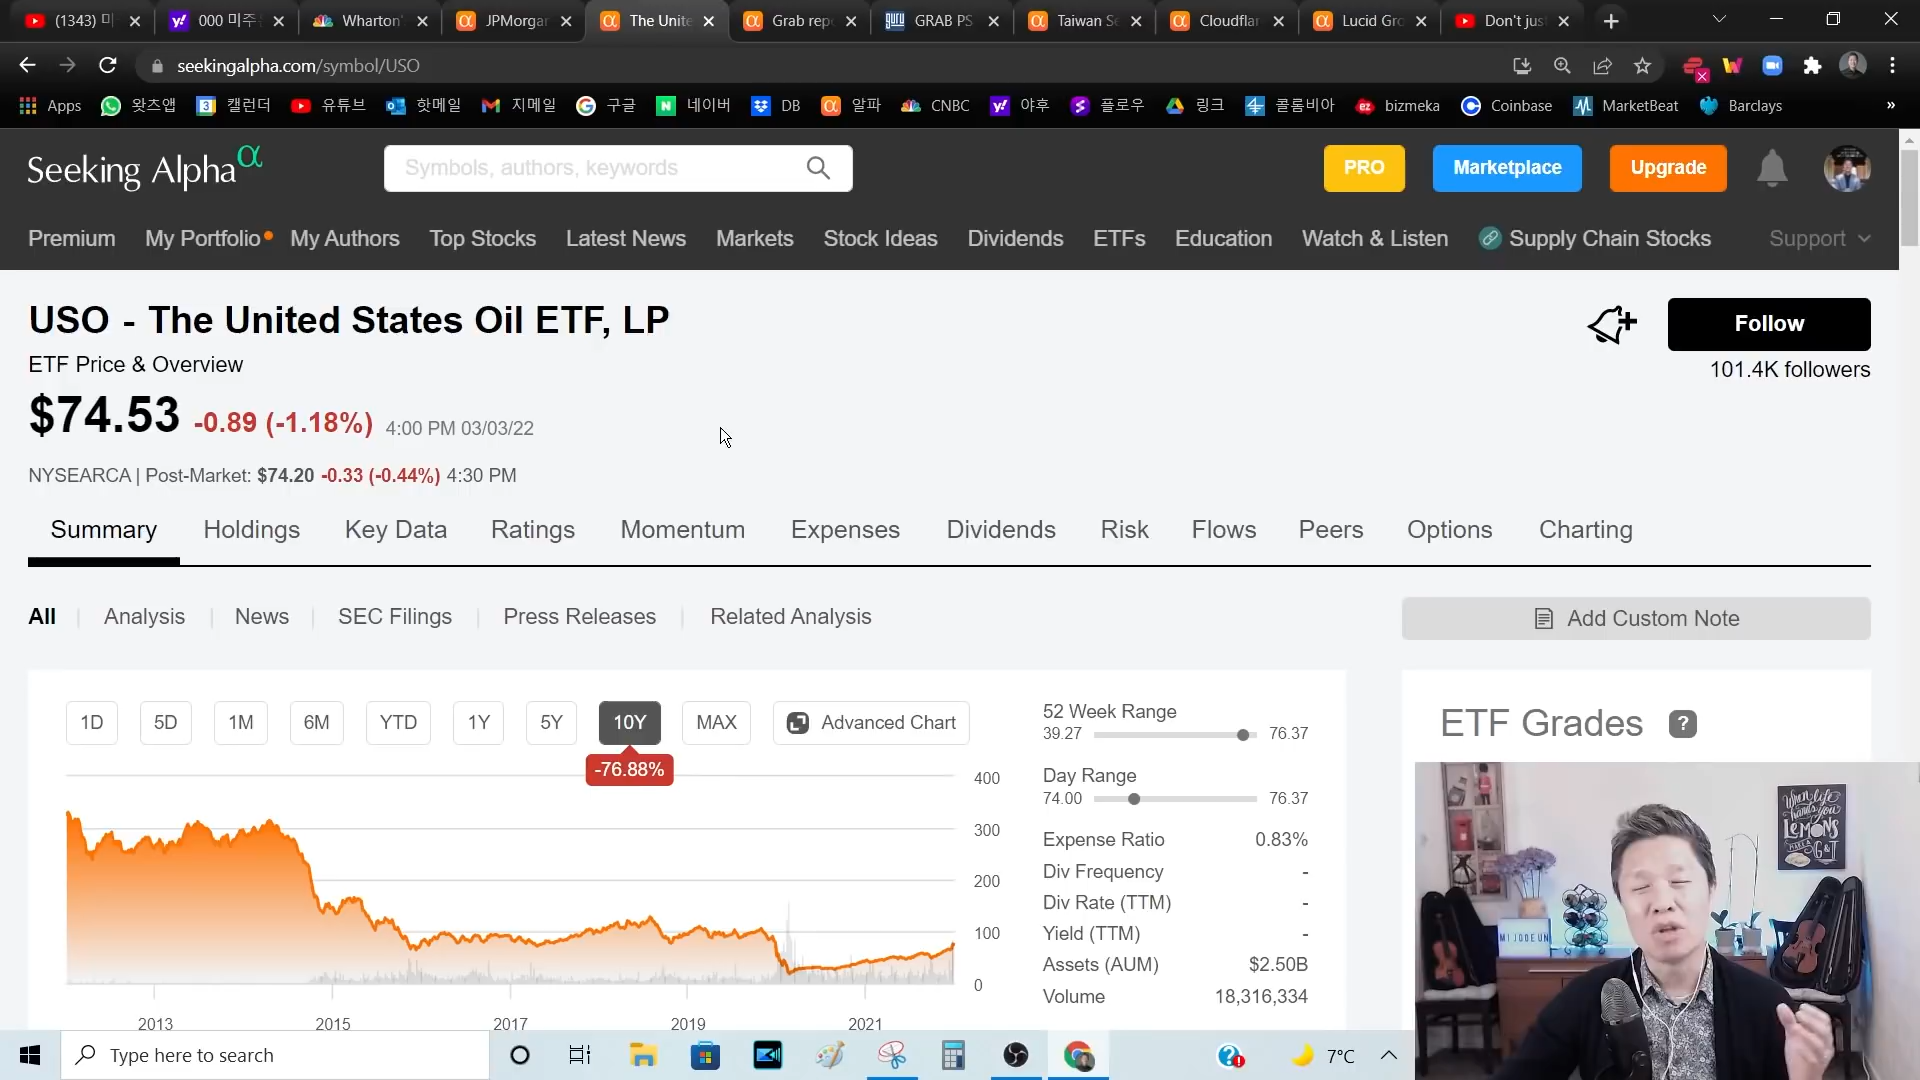 (1343) 미
000 미주
Wharton'
JPMorgar
The Unite
Grab rep
GRAB PS
Taiwan Se
Cloudflar
Lucid Gro
Don't jus
seekingalpha.com/symbol/USO
Apps
왓츠앱
캘린더
유튜브
핫메일
지메일
구글
네이버
DB
알파
CNBC
야후
플로우
링크
콜롬비아
bizmeka
Coinbase
MarketBeat
Barclays
»
Seeking Alpha α
Symbols, authors, keywords
PRO
Marketplace
Upgrade
Premium
My Portfolio
My Authors
Top Stocks
Latest News
Markets
Stock Ideas
Dividends
ETFs
Education
Watch & Listen
Supply Chain Stocks
Support
USO - The United States Oil ETF, LP
Follow
ETF Price & Overview
101.4K followers
$74.53 -0.89 (-1.18%) 4:00 PM 03/03/22
NYSEARCA | Post-Market: $74.20 -0.33 (-0.44%) 4:30 PM
Summary
Holdings
Key Data
Ratings
Momentum
Expenses
Dividends
Risk
Flows
Peers
Options
Charting
All
Analysis
News
SEC Filings
Press Releases
Related Analysis
Add Custom Note
1D
5D
1M
6M
YTD
1Y
5Y
10Y
MAX
Advanced Chart
-76.88%
400
300
200
100
0
2013
2015
2017
2019
2021
52 Week Range
39.27
76.37
Day Range
74.00
76.37
Expense Ratio 0.83%
Div Frequency -
Div Rate (TTM) -
Yield (TTM) -
Assets (AUM) $2.50B
Volume 18,316,334
ETF Grades ?
When life
hands you
LEMONS
MAKE A
G&T
MIJOOEUN
Type here to search
7°C